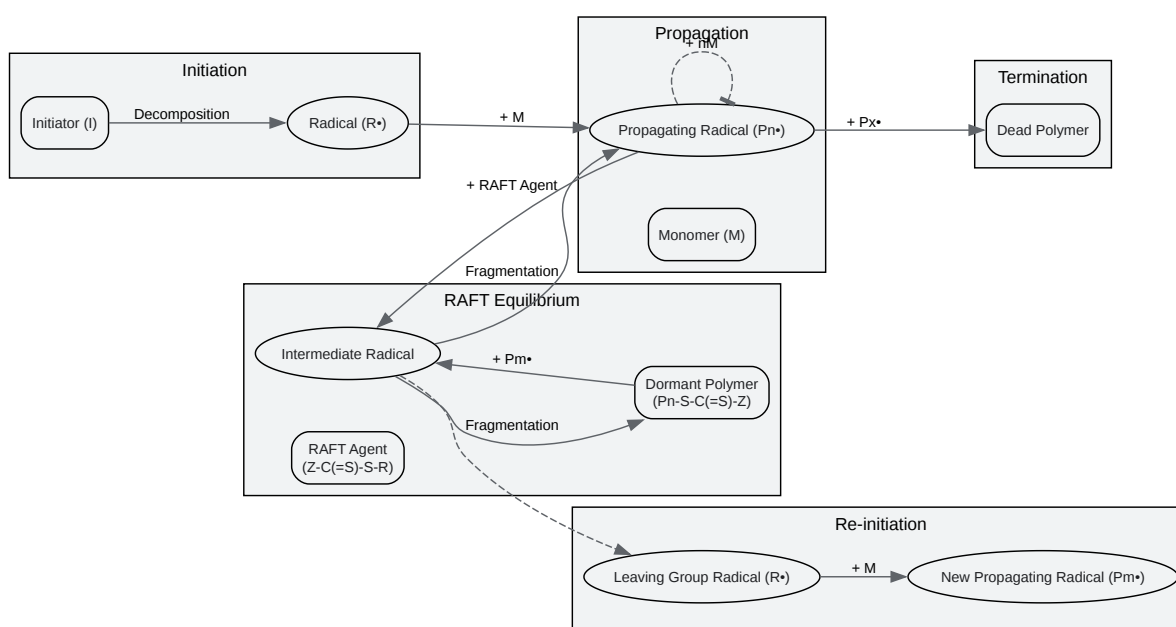 Initiation
Initiator (I)
Decomposition
Radical (R•)
+ M
Propagation
+ nM
Propagating Radical (Pn•)
Monomer (M)
+ Px•
Termination
Dead Polymer
+ RAFT Agent
Fragmentation
RAFT Equilibrium
Intermediate Radical
+ Pm•
Dormant Polymer
(Pn-S-C(=S)-Z)
Fragmentation
RAFT Agent
(Z-C(=S)-S-R)
Re-initiation
Leaving Group Radical (R•)
+ M
New Propagating Radical (Pm•)